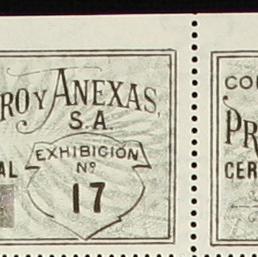 RO Y ANEXAS,
S.A.
AL
EXHIBICIÓN
Nº
17
CO
PR
CER